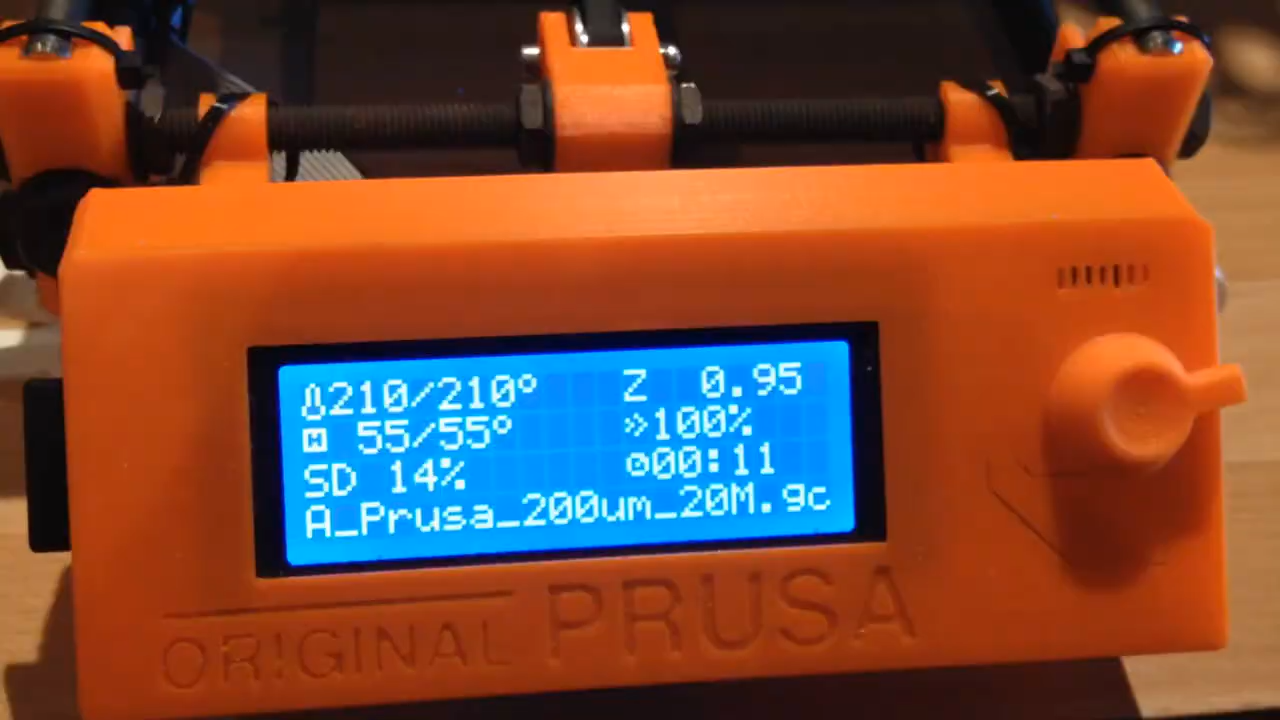 210/210° Z 0.95
55/55° 100%
SD 14% 00:11
A_Prusa_200um_20M.gc
ORIGINAL PRUSA